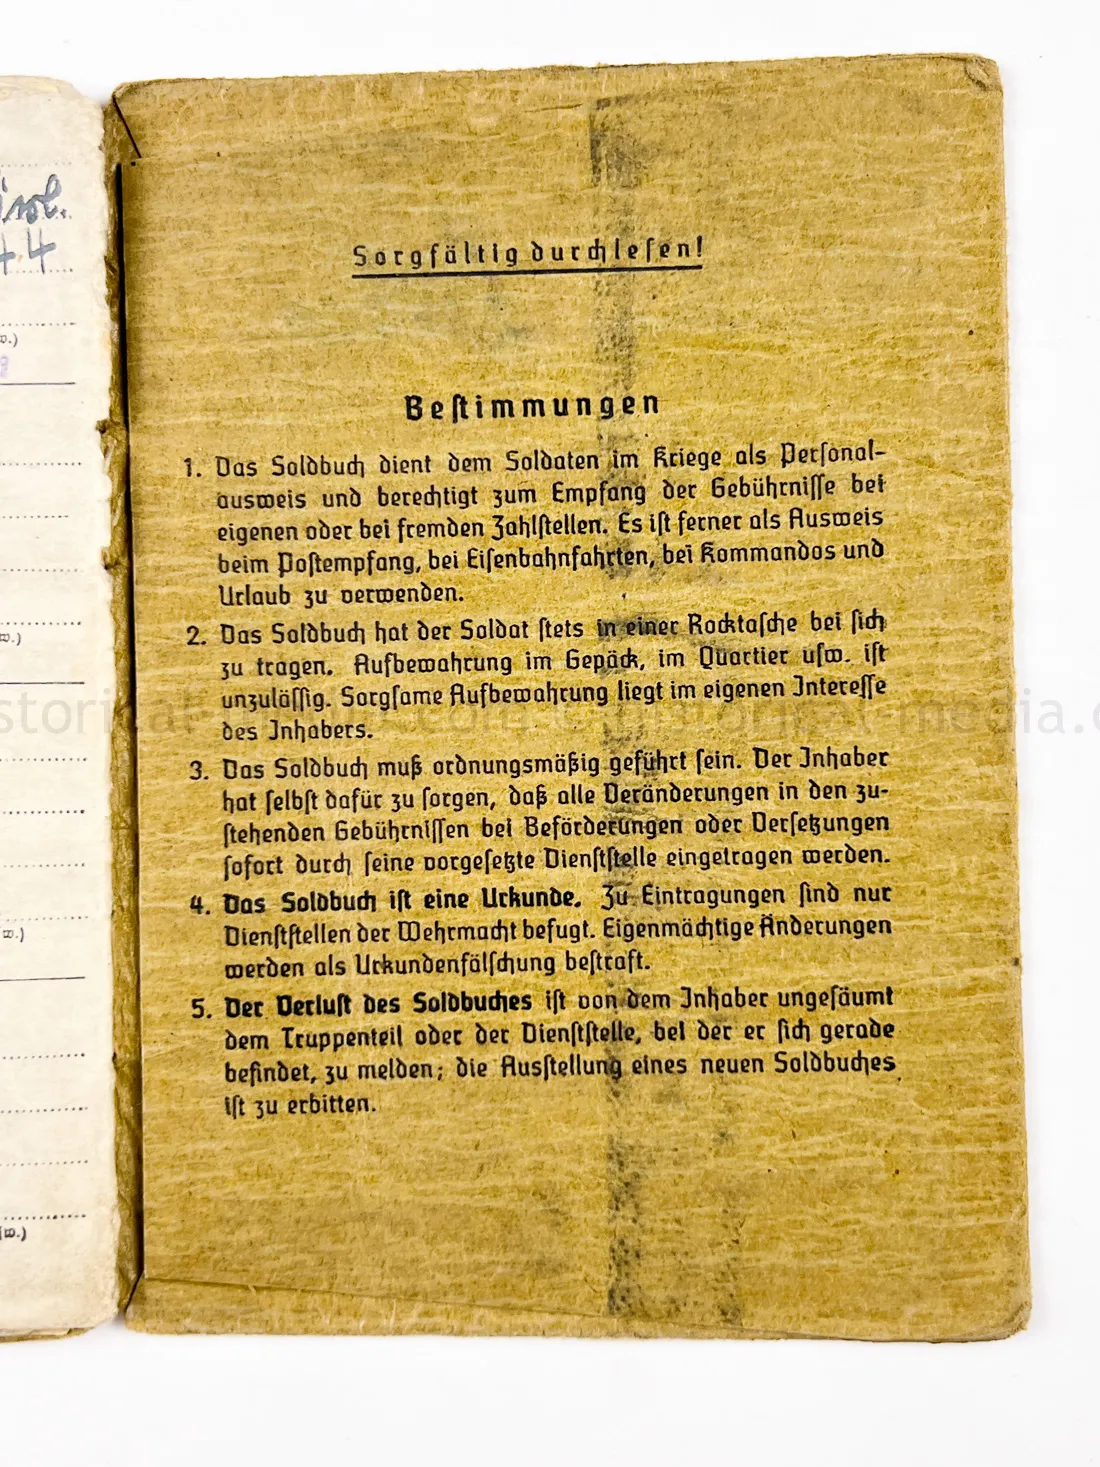 44
w.)
w.)
w.)
w.)
Sorgfältig durchlesen!
Bestimmungen
1. Das Soldbuch dient dem Soldaten im Kriege als Personal-
ausweis und berechtigt zum Empfang der Gebührnisse bei
eigenen oder bei fremden Zahlstellen. Es ist ferner als Ausweis
beim Postempfang, bei Eisenbahnfahrten, bei Kommandos und
Urlaub zu verwenden.
2. Das Soldbuch hat der Soldat stets in einer Rocktasche bei sich
zu tragen. Aufbewahrung im Gepäck, im Quartier usw. ist
unzulässig. Sorgsame Aufbewahrung liegt im eigenen Interesse
des Inhabers.
3. Das Soldbuch muß ordnungsmäßig geführt sein. Der Inhaber
hat selbst dafür zu sorgen, daß alle Veränderungen in den zu-
stehenden Gebührnissen bei Beförderungen oder Versetzungen
sofort durch seine vorgesetzte Dienststelle eingetragen werden.
4. Das Soldbuch ist eine Urkunde. Zu Eintragungen sind nur
Dienststellen der Wehrmacht befugt. Eigenmächtige Änderungen
werden als Urkundenfälschung bestraft.
5. Der Verlust des Soldbuches ist von dem Inhaber ungesäumt
dem Truppenteil oder der Dienststelle, bei der er sich gerade
befindet, zu melden; die Ausstellung eines neuen Soldbuches
ist zu erbitten.